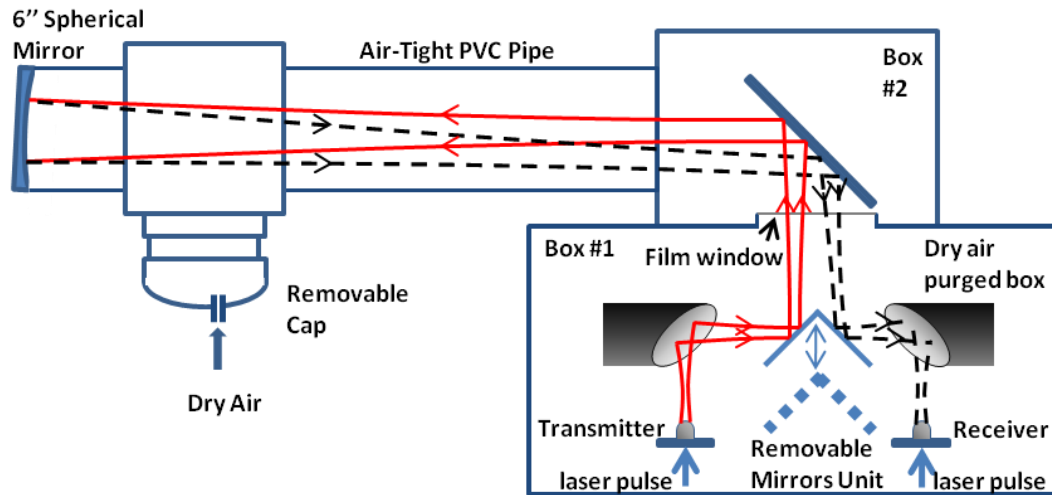 6’’ Spherical
Mirror
Air-Tight PVC Pipe
Box
#2
Box #1
Film window
Dry air
purged box
Removable
Cap
Dry Air
Transmitter
Removable
Mirrors Unit
Receiver
laser pulse
laser pulse